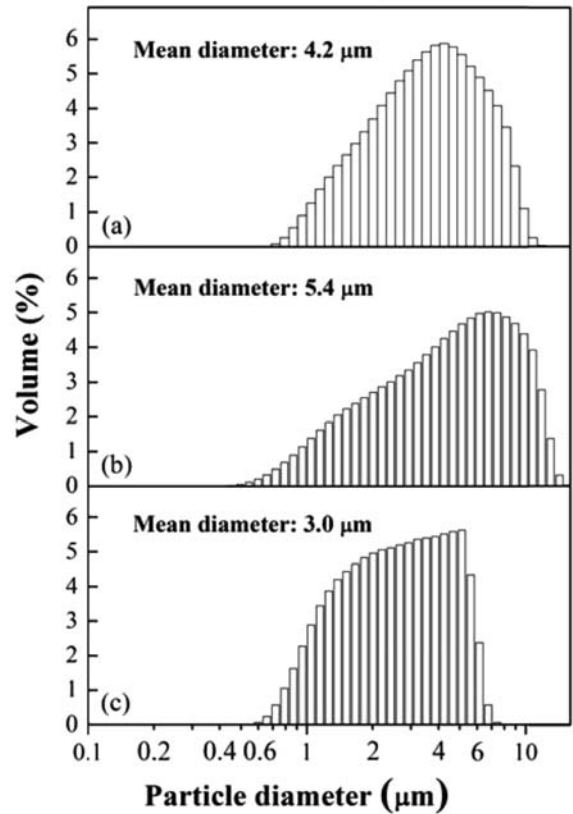 Volume (%)
6
5
4
3
2
1
0
Mean diameter: 4.2 μm
(a)
6
5
4
3
2
1
0
Mean diameter: 5.4 μm
(b)
6
5
4
3
2
1
0
Mean diameter: 3.0 μm
(c)
0.1 0.2 0.4 0.6 1 2 4 6 10
Particle diameter (μm)